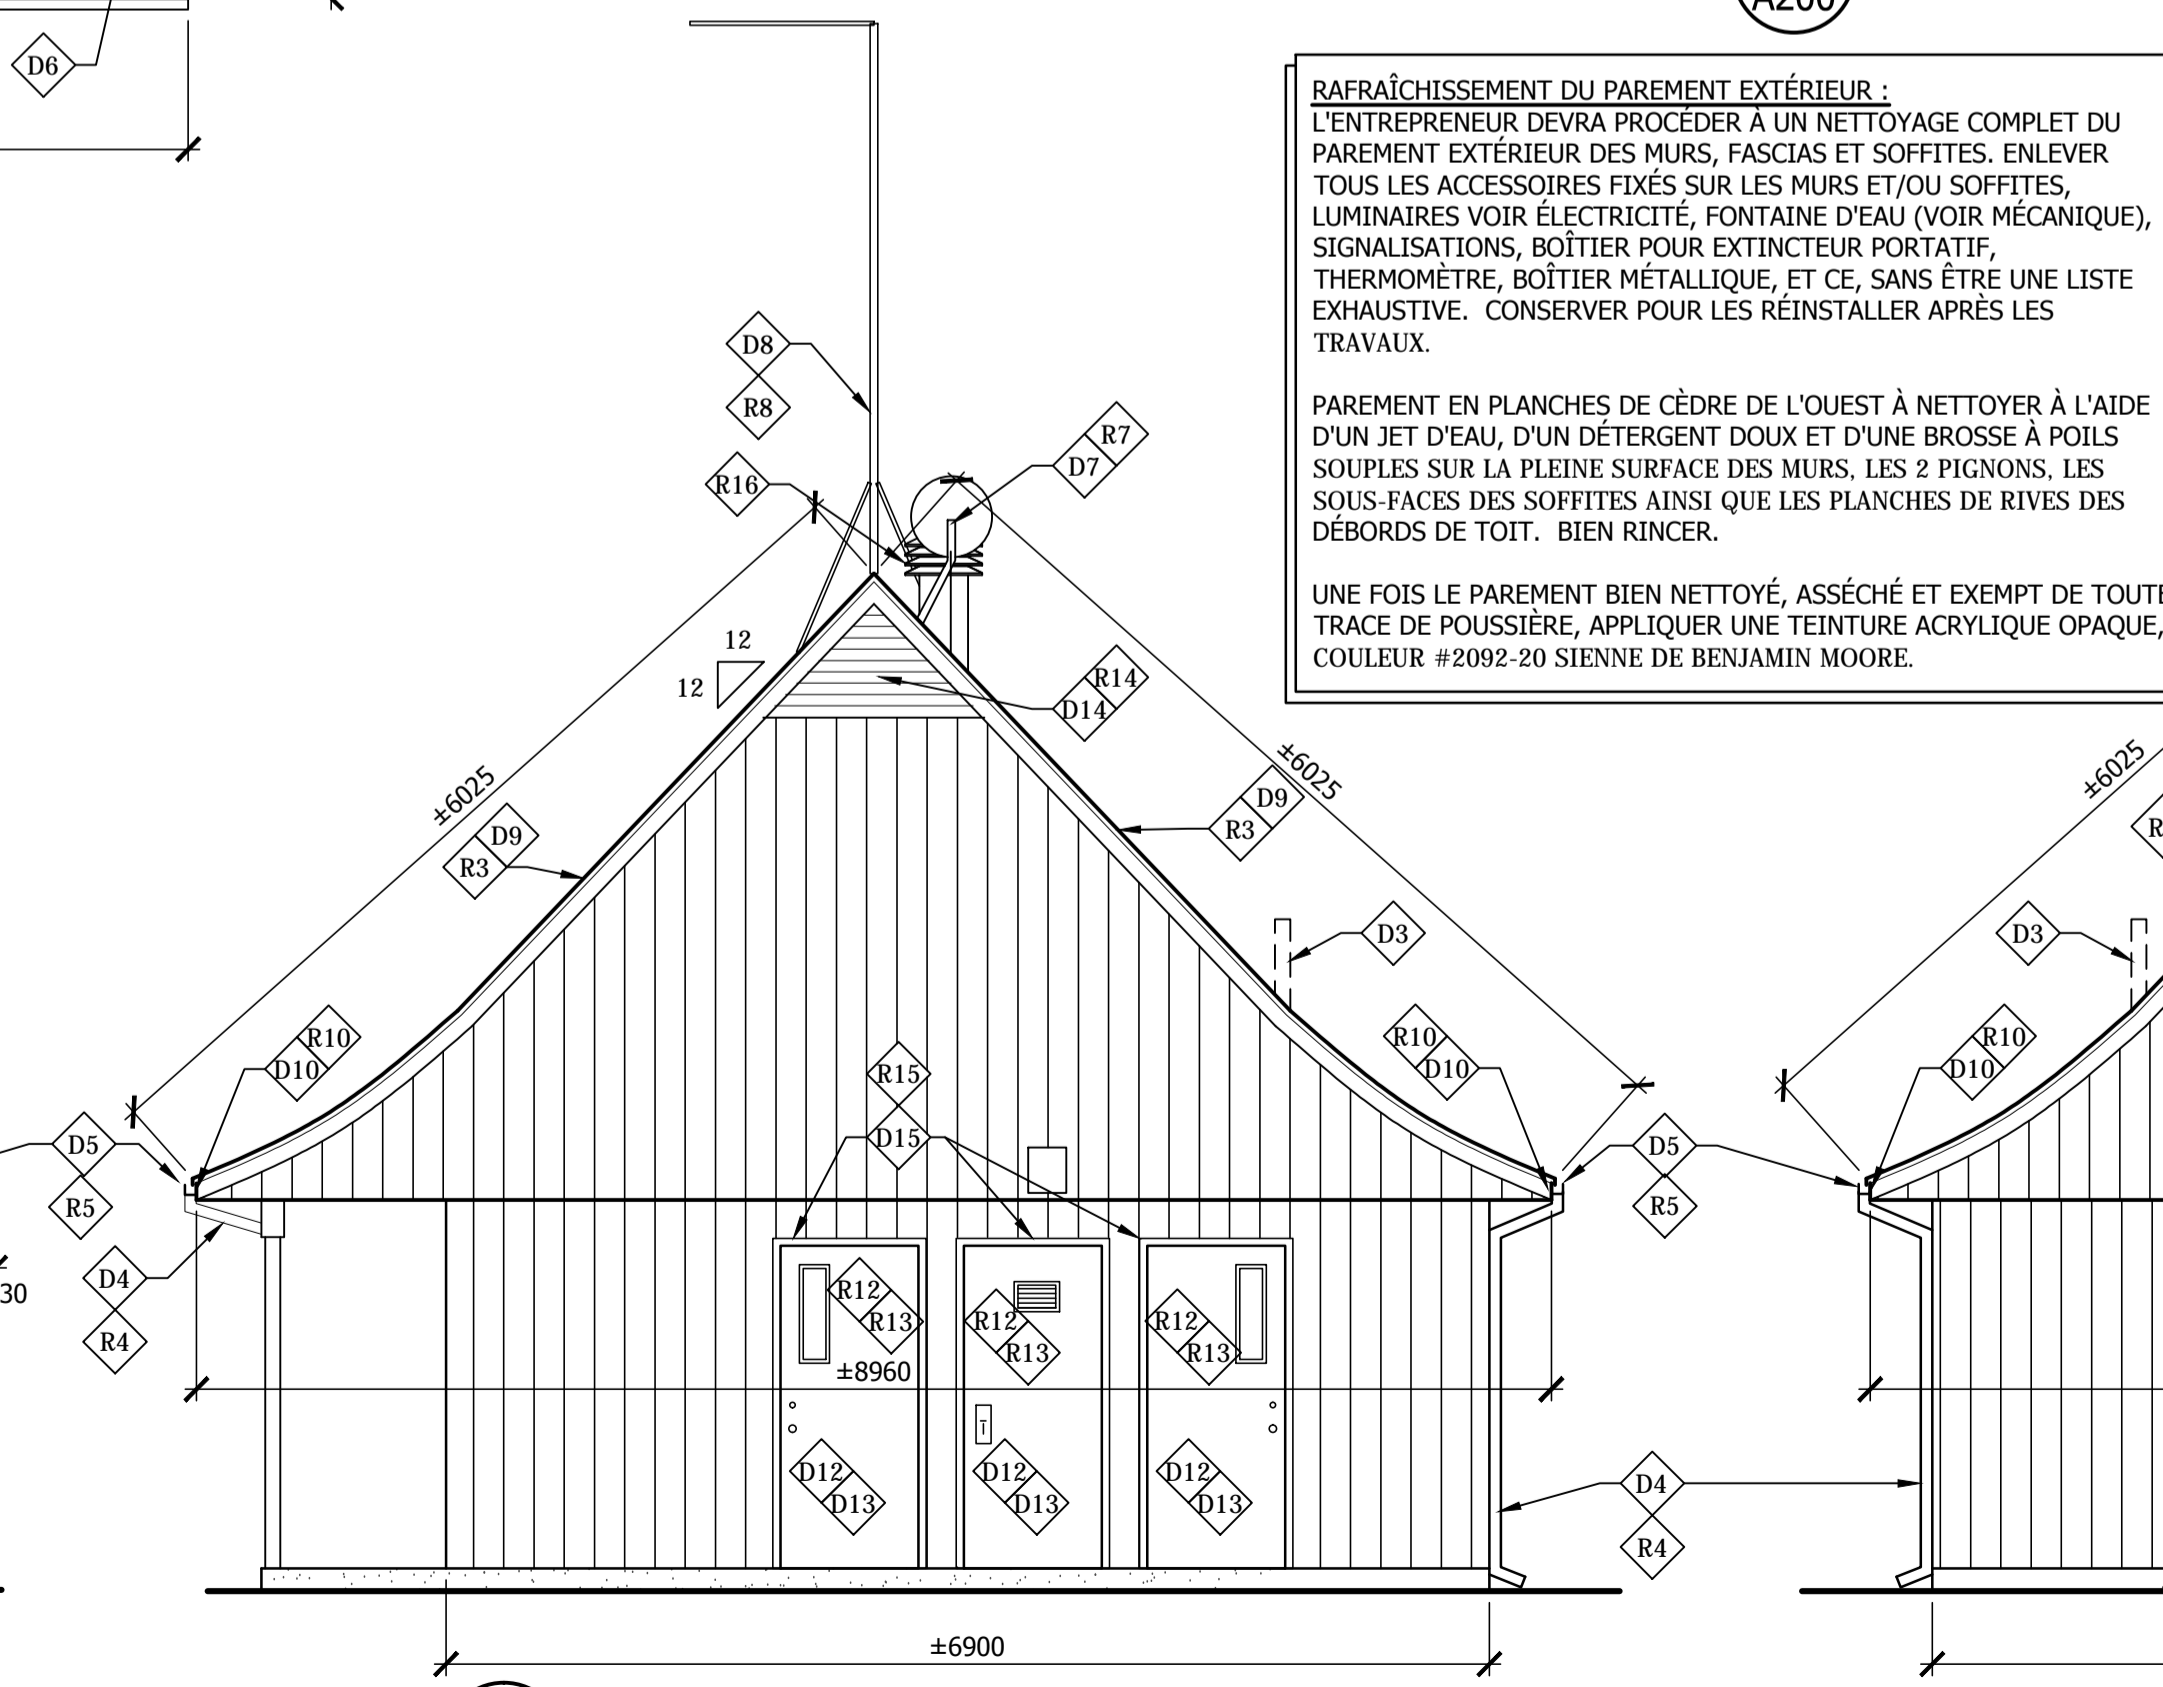 A200
D6
RAFRAÎCHISSEMENT DU PAREMENT EXTÉRIEUR :
L'ENTREPRENEUR DEVRA PROCÉDER À UN NETTOYAGE COMPLET DU
PAREMENT EXTÉRIEUR DES MURS, FASCIAS ET SOFFITES. ENLEVER
TOUS LES ACCESSOIRES FIXÉS SUR LES MURS ET/OU SOFFITES,
LUMINAIRES VOIR ÉLECTRICITÉ, FONTAINE D'EAU (VOIR MÉCANIQUE),
SIGNALISATIONS, BOÎTIER POUR EXTINCTEUR PORTATIF,
THERMOMÈTRE, BOÎTIER MÉTALLIQUE, ET CE, SANS ÊTRE UNE LISTE
EXHAUSTIVE.  CONSERVER POUR LES RÉINSTALLER APRÈS LES
TRAVAUX.
PAREMENT EN PLANCHES DE CÈDRE DE L'OUEST À NETTOYER À L'AIDE
D'UN JET D'EAU, D'UN DÉTERGENT DOUX ET D'UNE BROSSE À POILS
SOUPLES SUR LA PLEINE SURFACE DES MURS, LES 2 PIGNONS, LES
SOUS-FACES DES SOFFITES AINSI QUE LES PLANCHES DE RIVES DES
DÉBORDS DE TOIT.  BIEN RINCER.
UNE FOIS LE PAREMENT BIEN NETTOYÉ, ASSÉCHÉ ET EXEMPT DE TOUTE
TRACE DE POUSSIÈRE, APPLIQUER UNE TEINTURE ACRYLIQUE OPAQUE,
COULEUR #2092-20 SIENNE DE BENJAMIN MOORE.
D8
R8
R7
D7
R16
12
12
R14
D14
±6025
±6025
±6025
D9
R3
D9
R3
R
D3
D3
R10
D10
R10
D10
R10
D10
R15
D15
D5
R5
D5
R5
D4
R4
30
R12
R13
R12
R13
R12
R13
±8960
D12
D13
D12
D13
D12
D13
D4
R4
±6900